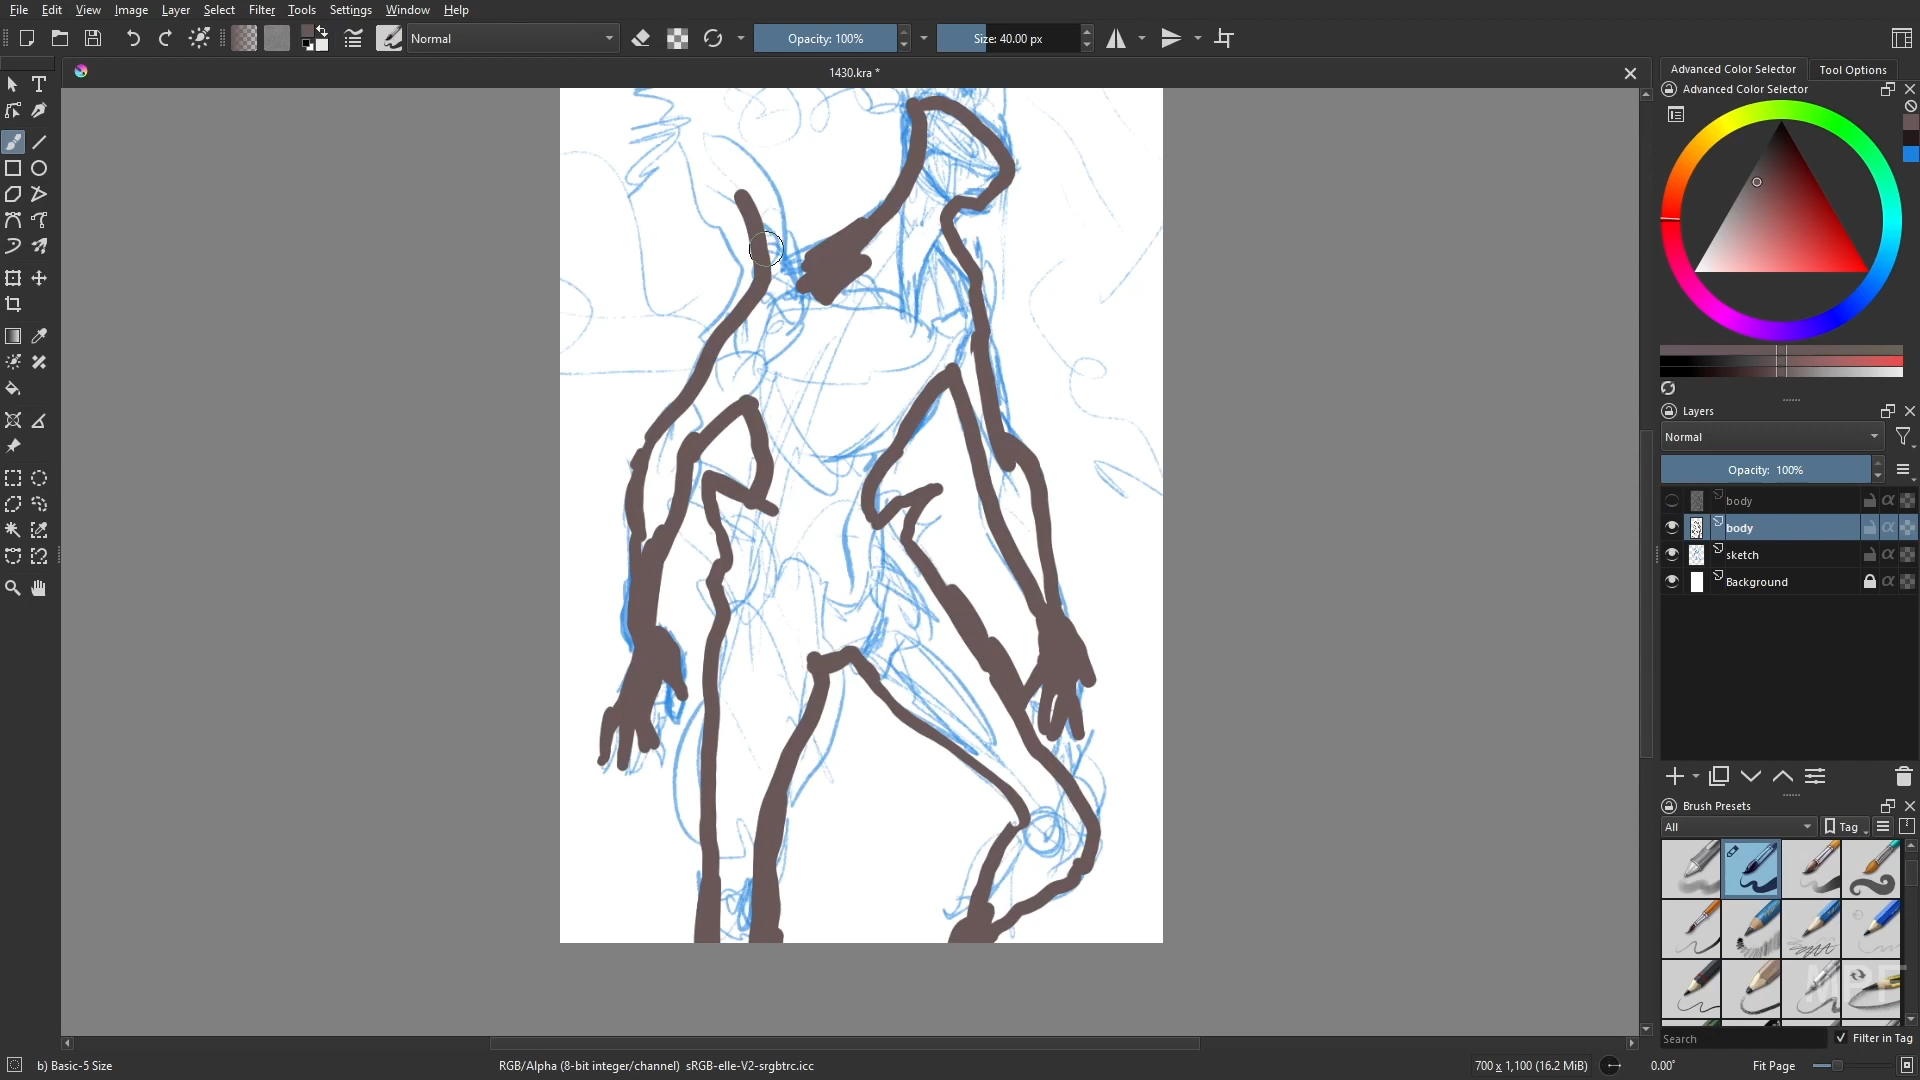 File Edit View Image Layer Select Filter Tools Settings Window Help
Normal
Opacity: 100%
Size: 40.00 px
1430.kra *
Advanced Color Selector
Tool Options
Advanced Color Selector
Layers
Normal
Opacity: 100%
body
body
sketch
Background
Brush Presets
All
Tag
MPF
Search
Filter in Tag
b) Basic-5 Size
RGB/Alpha (8-bit integer/channel) sRGB-elle-V2-srgbtrc.icc
700 x 1,100 (16.2 MiB)
0.00°
Fit Page